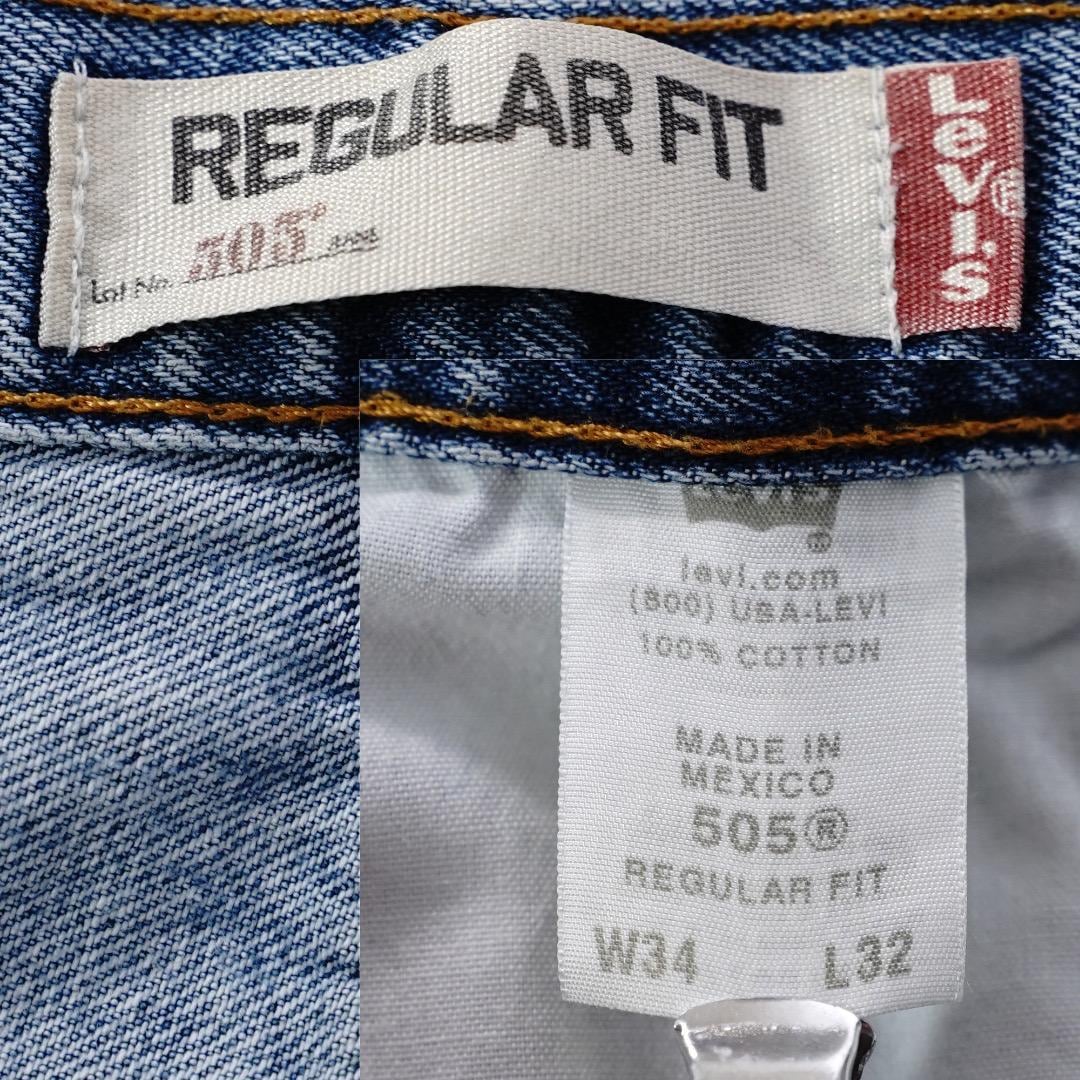 REGULAR FIT
Lot No. 505®
Levi's®
®
levi.com
(800) USA-LEVI
100% COTTON
MADE IN
MEXICO
505®
REGULAR FIT
W34 L32